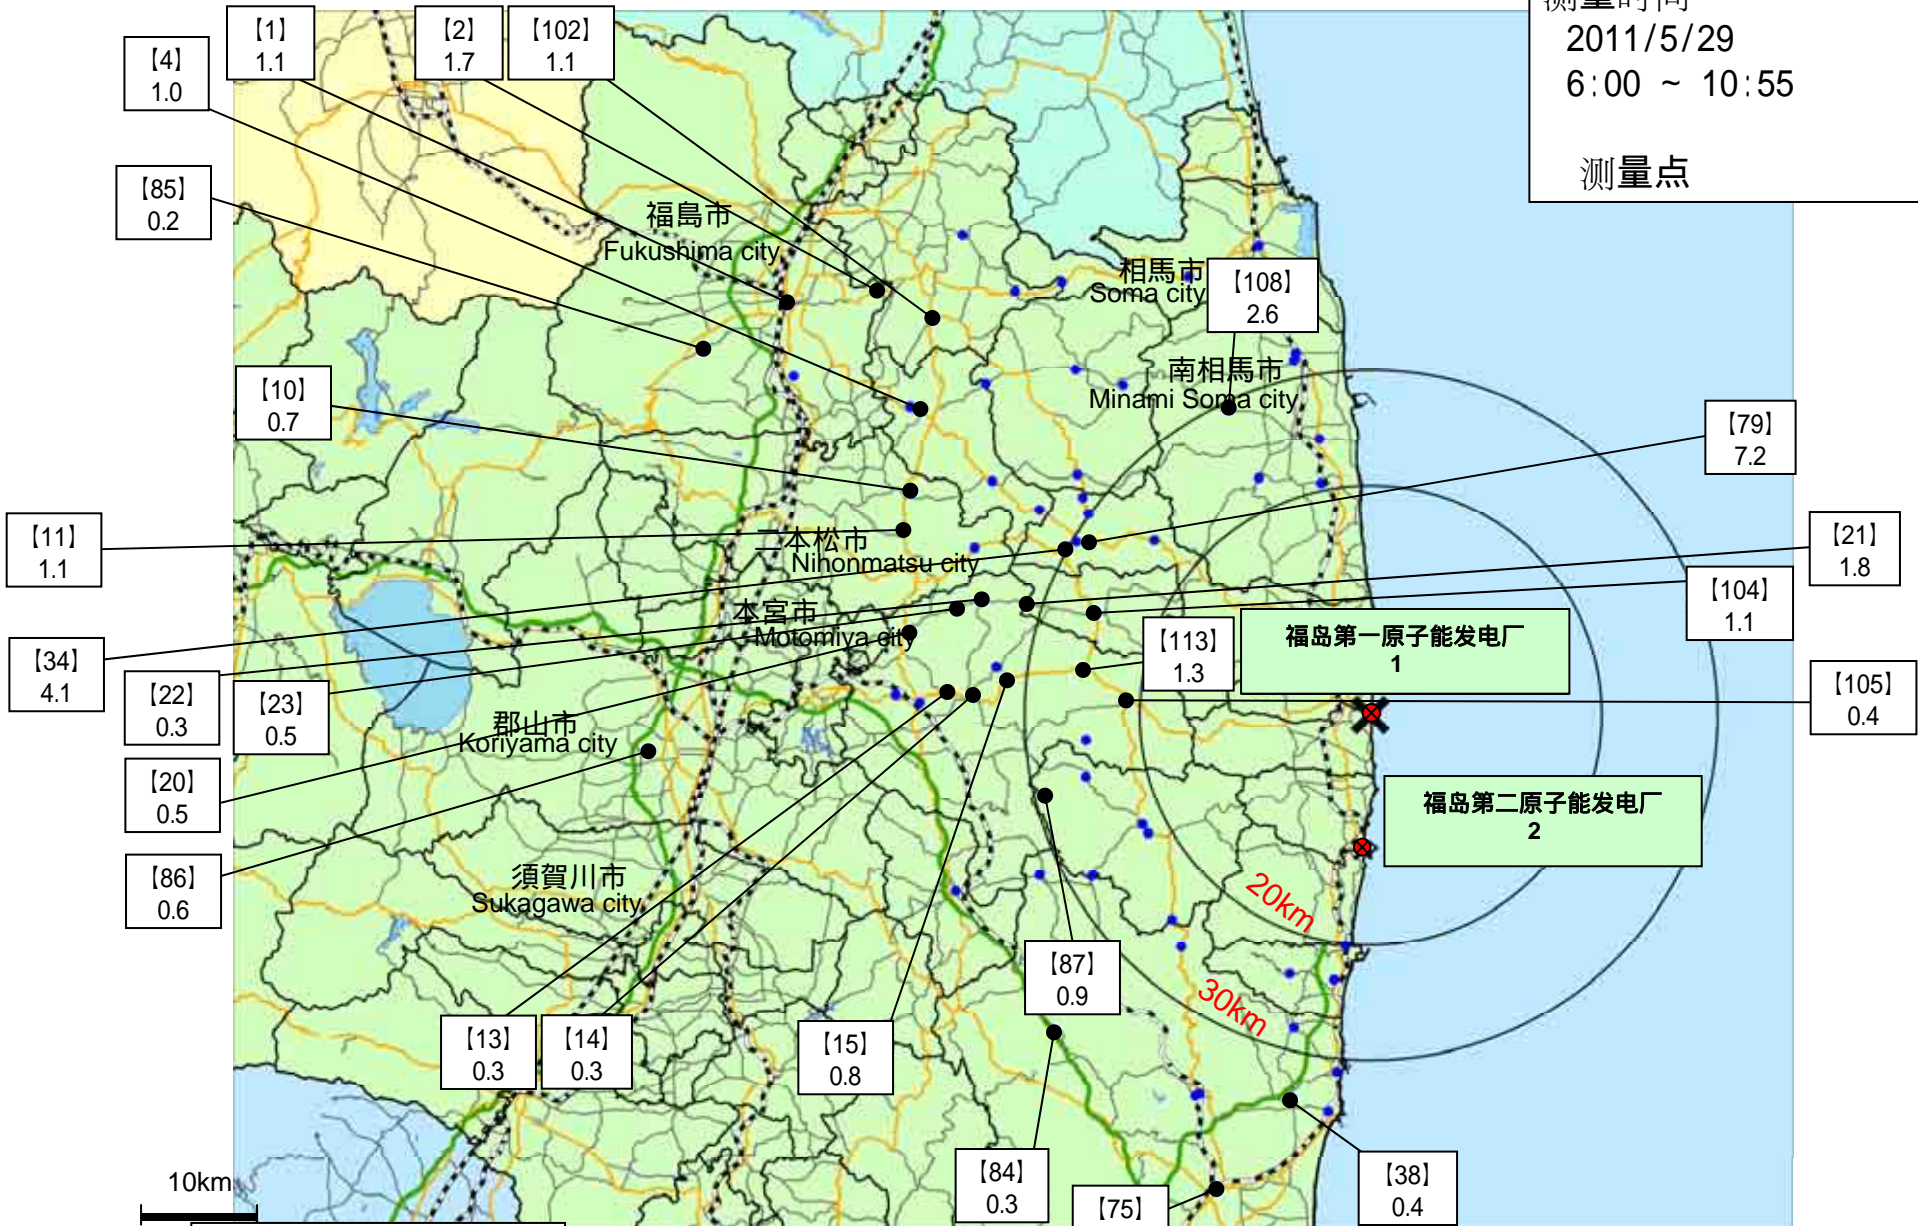 测量时间
2011/5/29
6:00 ~ 10:55
测量点
【1】
1.1
【2】
1.7
【102】
1.1
【4】
1.0
【85】
0.2
福島市
Fukushima city
相馬市
Soma city
【108】
2.6
【10】
0.7
南相馬市
Minami Soma city
【79】
7.2
【11】
1.1
二本松市
Nihonmatsu city
【21】
1.8
【104】
1.1
本宮市
Motomiya city
【34】
4.1
【22】
0.3
【23】
0.5
【113】
1.3
福岛第一原子能发电厂
1
【105】
0.4
郡山市
Koriyama city
【20】
0.5
福岛第二原子能发电厂
2
【86】
0.6
須賀川市
Sukagawa city
20km
30km
【87】
0.9
【13】
0.3
【14】
0.3
【15】
0.8
【84】
0.3
【75】
【38】
0.4
10km